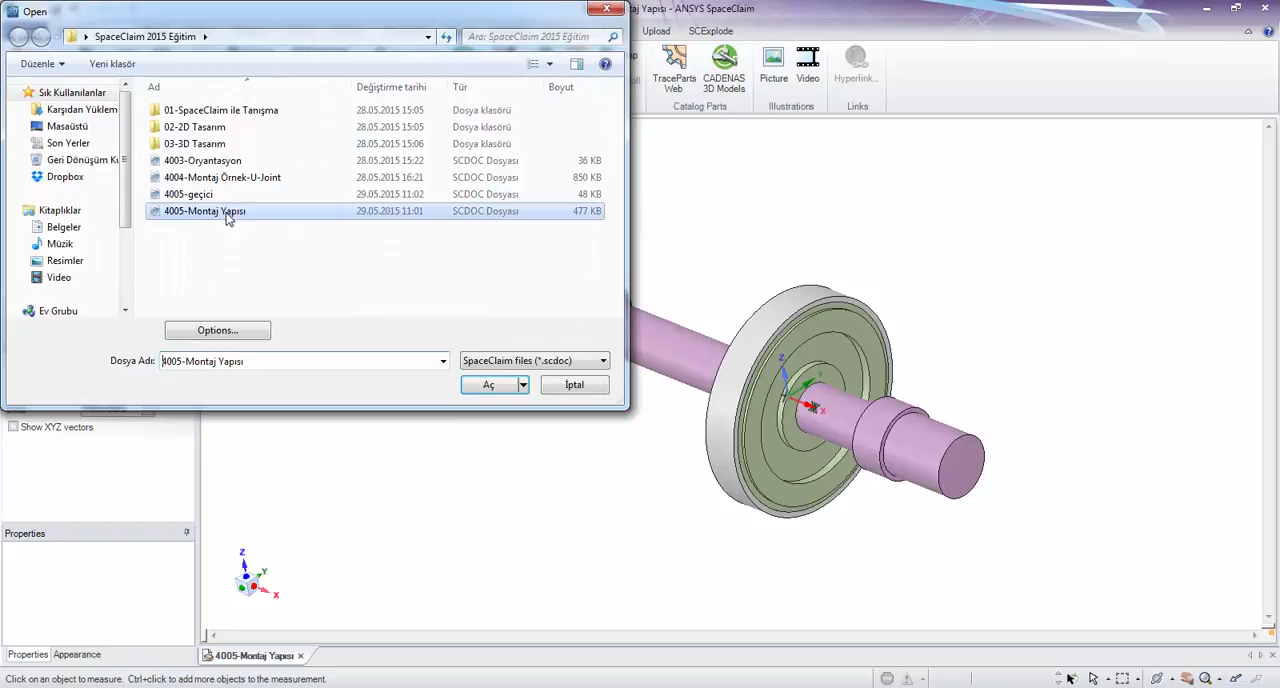 Open
aj Yapısı - ANSYS SpaceClaim
SpaceClaim 2015 Eğitim
Ara: SpaceClaim 2015 Eğitim
Upload SCExplode
Düzenle Yeni klasör
TraceParts Web
CADENAS 3D Models
Picture
Video
Hyperlink...
Catalog Parts
Illustrations
Links
Ad Değiştirme tarihi Tür Boyut
Sık Kullanılanlar
Karşıdan Yüklem
Masaüstü
Son Yerler
Geri Dönüşüm Ku
Dropbox
Kitaplıklar
Belgeler
Müzik
Resimler
Video
Ev Grubu
01-SpaceClaim ile Tanışma 28.05.2015 15:05 Dosya klasörü
02-2D Tasarım 28.05.2015 15:05 Dosya klasörü
03-3D Tasarım 28.05.2015 15:06 Dosya klasörü
4003-Oryantasyon 28.05.2015 15:22 SCDOC Dosyası 36 KB
4004-Montaj Örnek-U-Joint 28.05.2015 16:21 SCDOC Dosyası 850 KB
4005-geçici 29.05.2015 11:02 SCDOC Dosyası 48 KB
4005-Montaj Yapısı 29.05.2015 11:01 SCDOC Dosyası 477 KB
Options...
Dosya Adı: 4005-Montaj Yapısı
SpaceClaim files (*.scdoc)
Aç
İptal
Show XYZ vectors
Z
Y
X
Properties
Z
Y
X
Properties Appearance
4005-Montaj Yapısı
Click on an object to measure. Ctrl+click to add more objects to the measurement.